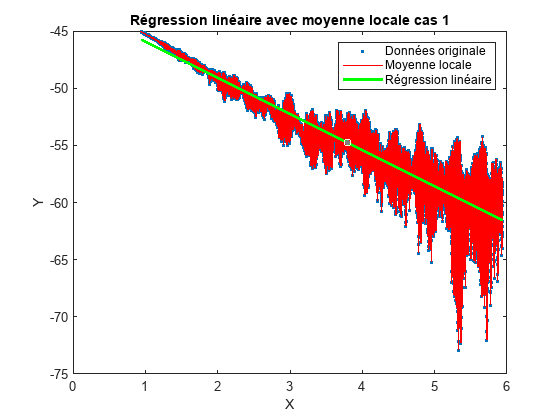 Régression linéaire avec moyenne locale cas 1
Données originale
Moyenne locale
Régression linéaire
-45
-50
-55
-60
-65
-70
-75
Y
0
1
2
3
4
5
6
X